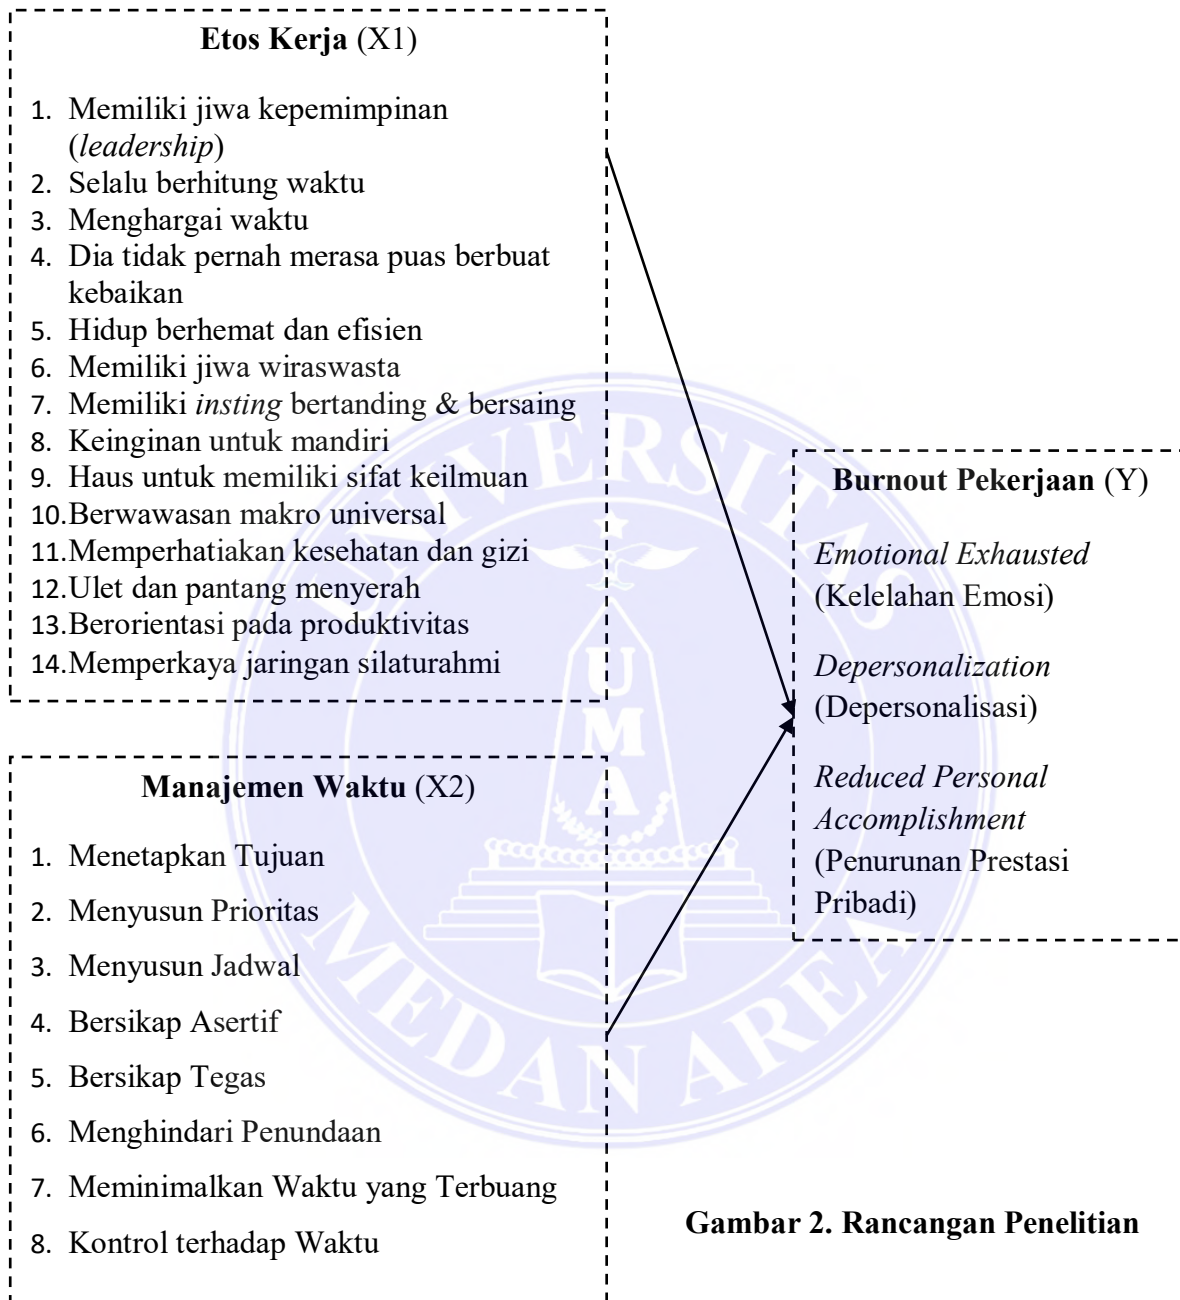 Etos Kerja (X1)
1. Memiliki jiwa kepemimpinan
(leadership)
2. Selalu berhitung waktu
3. Menghargai waktu
4. Dia tidak pernah merasa puas berbuat
kebaikan
5. Hidup berhemat dan efisien
6. Memiliki jiwa wiraswasta
7. Memiliki insting bertanding & bersaing
8. Keinginan untuk mandiri
9. Haus untuk memiliki sifat keilmuan
10.Berwawasan makro universal
11.Memperhatiakan kesehatan dan gizi
12.Ulet dan pantang menyerah
13.Berorientasi pada produktivitas
14.Memperkaya jaringan silaturahmi
Manajemen Waktu (X2)
1. Menetapkan Tujuan
2. Menyusun Prioritas
3. Menyusun Jadwal
4. Bersikap Asertif
5. Bersikap Tegas
6. Menghindari Penundaan
7. Meminimalkan Waktu yang Terbuang
8. Kontrol terhadap Waktu
Burnout Pekerjaan (Y)
Emotional Exhausted
(Kelelahan Emosi)
Depersonalization
(Depersonalisasi)
Reduced Personal
Accomplishment
(Penurunan Prestasi
Pribadi)
Gambar 2. Rancangan Penelitian
UNIVERSITAS
MEDAN AREA
UMA